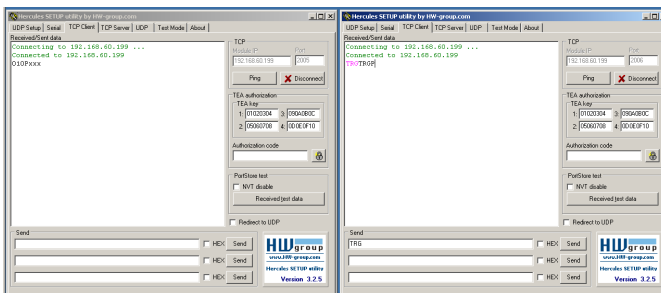 Hercules SETUP utility by HW-group.com
UDP Setup Serial TCP Client TCP Server UDP Test Mode About
Received/Sent data
Connecting to 192.168.60.199 ...
Connected to 192.168.60.199
O1OPxxx
TCP
Module IP Port
192.168.60.199 2005
Ping Disconnect
TEA authorization
TEA key
1: 01020304 3: 090A0B0C
2: 05060708 4: 0D0E0F10
Authorization code
PortStore test
NVT disable
Received test data
Redirect to UDP
Send
HEX Send
HEX Send
HEX Send
HW group
www.HW-group.com
Hercules SETUP utility
Version 3.2.5
Hercules SETUP utility by HW-group.com
UDP Setup Serial TCP Client TCP Server UDP Test Mode About
Received/Sent data
Connecting to 192.168.60.199 ...
Connected to 192.168.60.199
TRGTRGP
TCP
Module IP Port
192.168.60.199 2006
Ping Disconnect
TEA authorization
TEA key
1: 01020304 3: 090A0B0C
2: 05060708 4: 0D0E0F10
Authorization code
PortStore test
NVT disable
Received test data
Redirect to UDP
Send
TRG HEX Send
HEX Send
HEX Send
HW group
www.HW-group.com
Hercules SETUP utility
Version 3.2.5